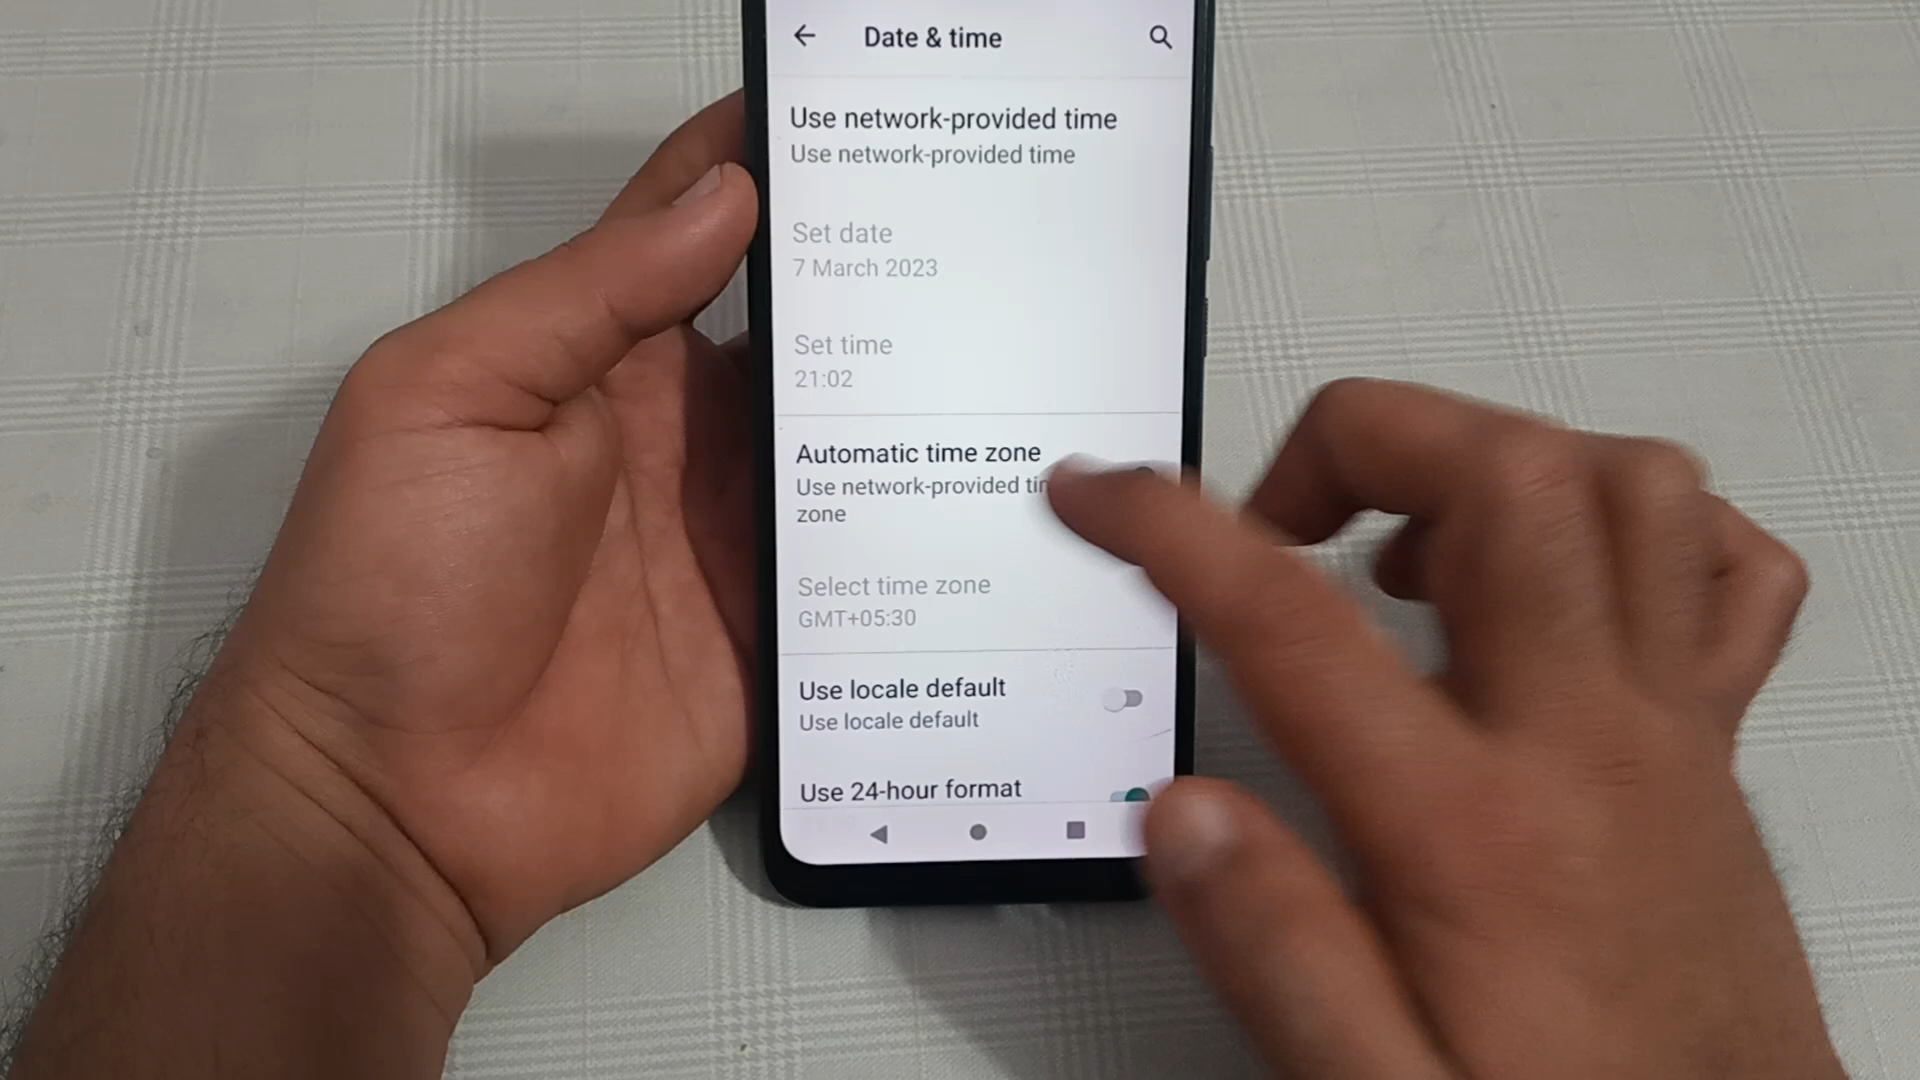 Date & time
Use network-provided time
Use network-provided time
Set date
7 March 2023
Set time
21:02
Automatic time zone
Use network-provided
zone
Select time zone
GMT+05:30
Use locale default
Use locale default
Use 24-hour format